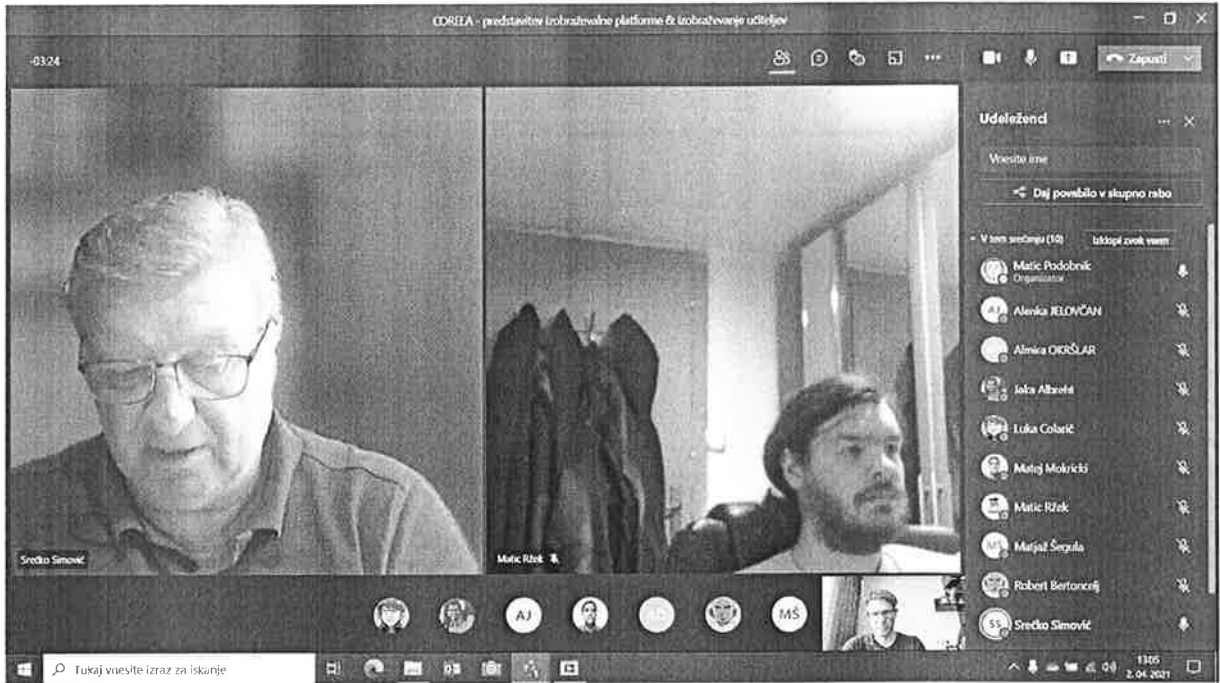 CORELA - predstavitev izobraževalne platforme & izobraževanje učiteljev
-03:24
Zapusti
Udeleženci
Vnesite ime
Daj povabilo v skupno rabo
V tem srečanju (10) Izklopi zvok vsem
Matic Podobnik
Organizator
AJ Alenka JELOVČAN
Almira OKRŠLAR
Jaka Albreht
Luka Colarič
Matej Mokricki
Matic Ržek
MŠ Matjaž Šegula
Robert Bertoncelj
SS Srečko Simović
Srečko Simović
Matic Ržek
AJ
MŠ
Tukaj vnesite izraz za iskanje
13:05
2. 04. 2021